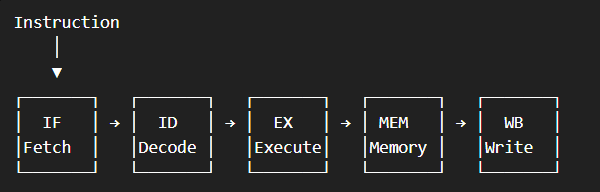 Instruction
IF → ID → EX → MEM → WB
Fetch Decode Execute Memory Write